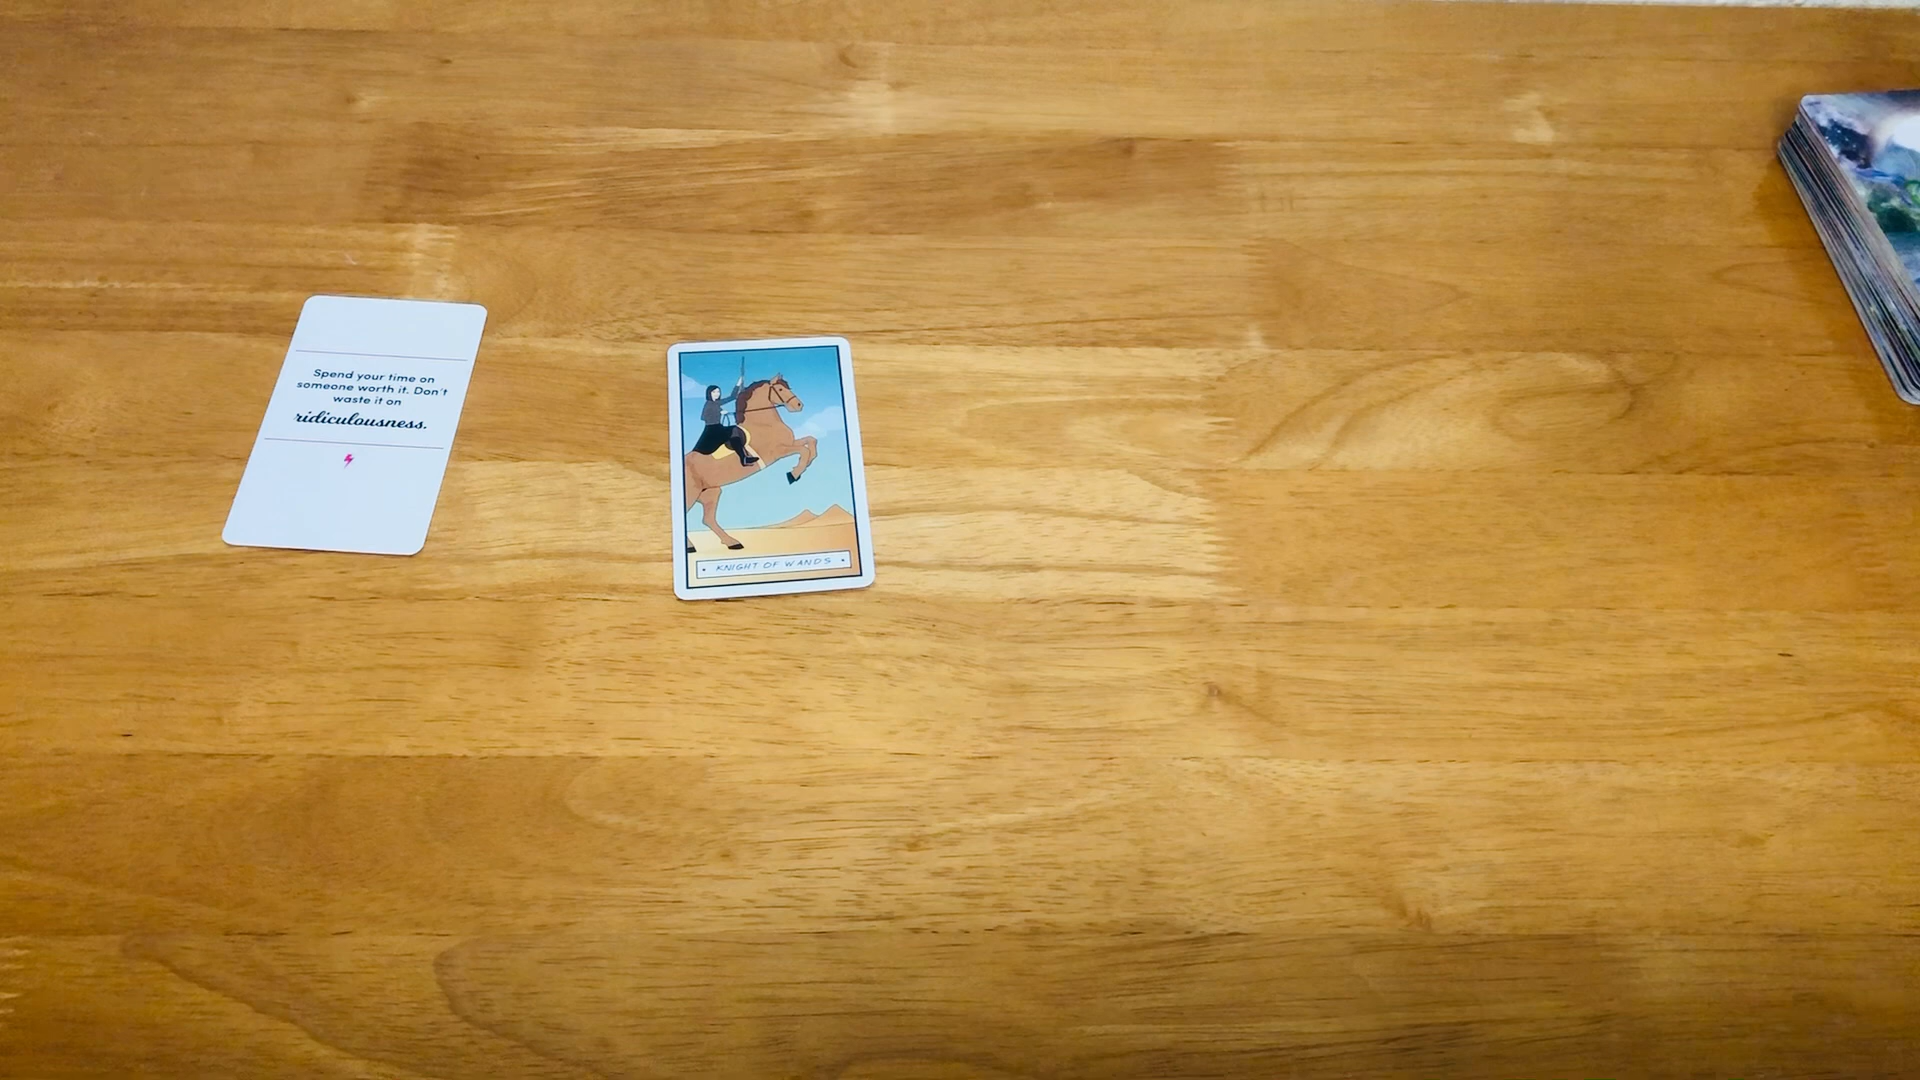 Spend your time on
someone worth it. Don't
waste it on
ridiculousness.
KNIGHT OF WANDS